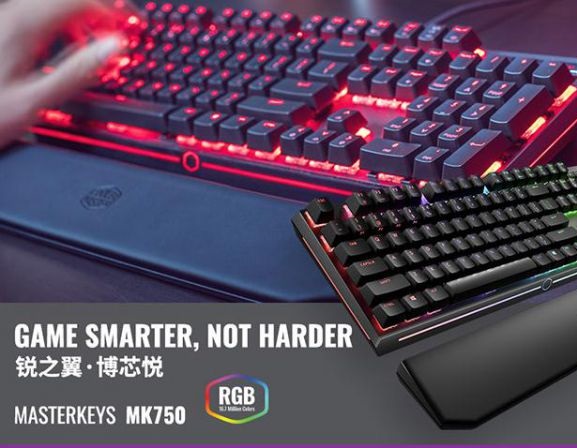 GAME SMARTER, NOT HARDER
锐之翼·博芯悦
MASTERKEYS MK750
RGB
16.7 Million Colors